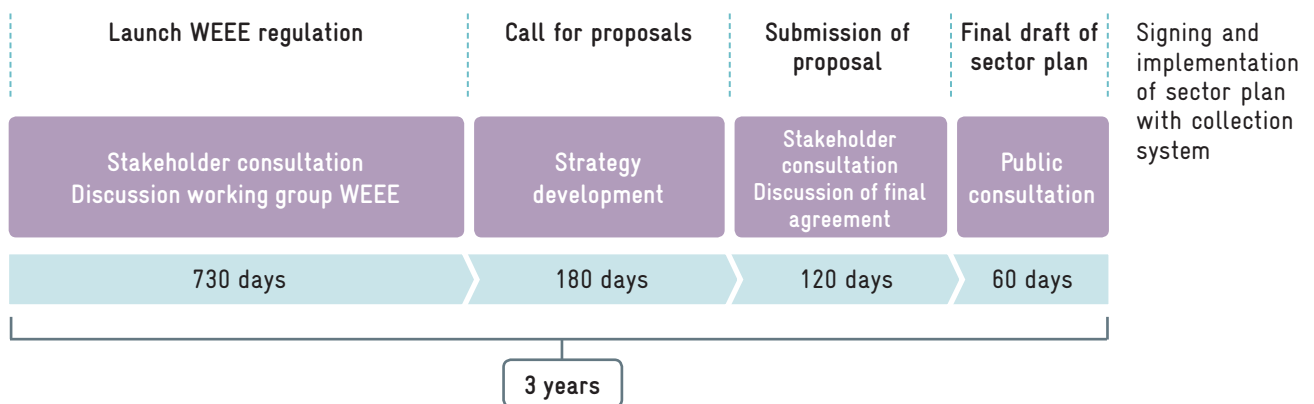 Launch WEEE regulation
Call for proposals
Submission of
proposal
Final draft of
sector plan
Signing and
implementation
of sector plan
with collection
system
Stakeholder consultation
Discussion working group WEEE
Strategy
development
Stakeholder
consultation
Discussion of final
agreement
Public
consultation
730 days
180 days
120 days
60 days
3 years